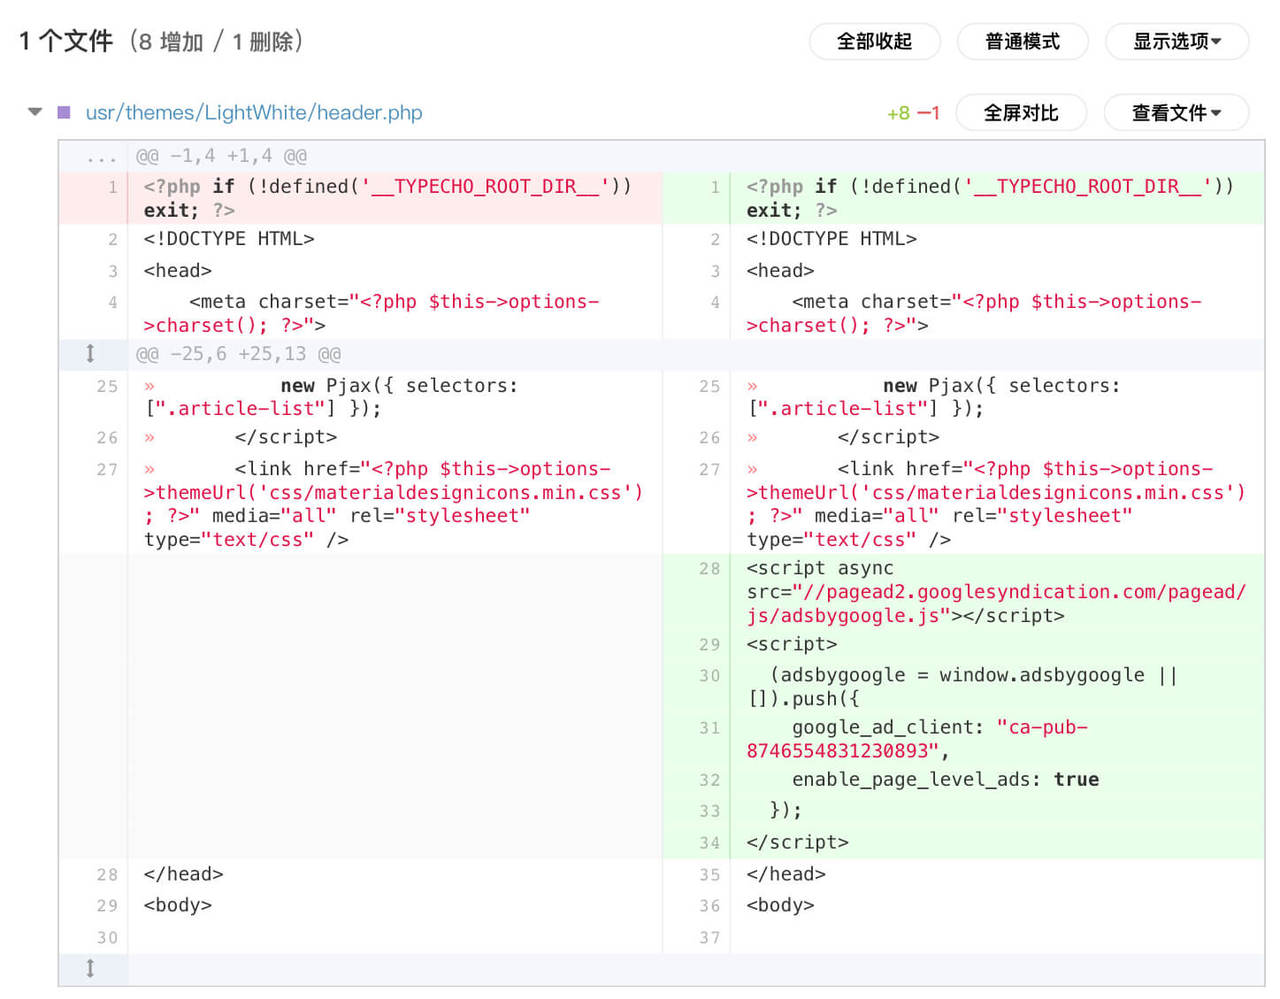 1 个文件（8 增加 / 1 删除）
全部收起 普通模式 显示选项
usr/themes/LightWhite/header.php
+8 −1 全屏对比 查看文件
... @@ -1,4 +1,4 @@
1 <?php if (!defined('__TYPECHO_ROOT_DIR__'))
exit; ?>
2 <!DOCTYPE HTML>
3 <head>
4     <meta charset="<?php $this->options-
>charset(); ?>">
@@ -25,6 +25,13 @@
25 »           new Pjax({ selectors:
[".article-list"] });
26 »       </script>
27 »       <link href="<?php $this->options-
>themeUrl('css/materialdesignicons.min.css')
; ?>" media="all" rel="stylesheet"
type="text/css" />
28 </head>
29 <body>
30
1 <?php if (!defined('__TYPECHO_ROOT_DIR__'))
exit; ?>
2 <!DOCTYPE HTML>
3 <head>
4     <meta charset="<?php $this->options-
>charset(); ?>">
25 »           new Pjax({ selectors:
[".article-list"] });
26 »       </script>
27 »       <link href="<?php $this->options-
>themeUrl('css/materialdesignicons.min.css')
; ?>" media="all" rel="stylesheet"
type="text/css" />
28 <script async
src="//pagead2.googlesyndication.com/pagead/
js/adsbygoogle.js"></script>
29 <script>
30   (adsbygoogle = window.adsbygoogle ||
[]).push({
31     google_ad_client: "ca-pub-
8746554831230893",
32     enable_page_level_ads: true
33   });
34 </script>
35 </head>
36 <body>
37